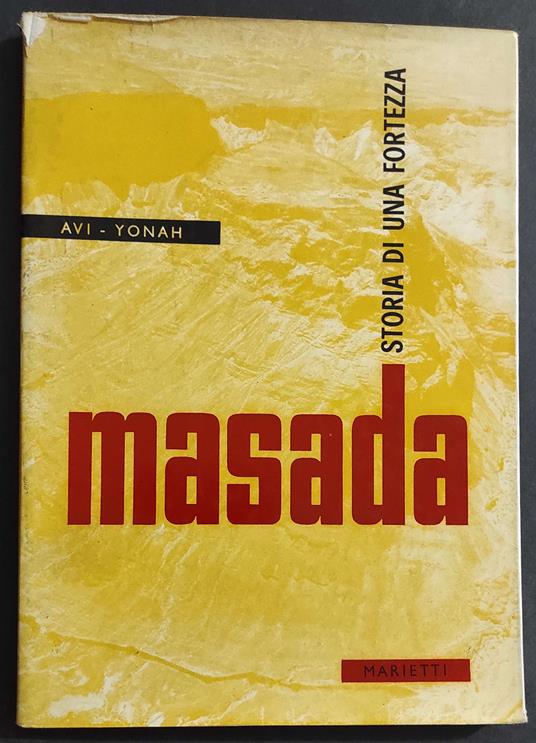 AVI - YONAH
STORIA DI UNA FORTEZZA
masada
MARIETTI